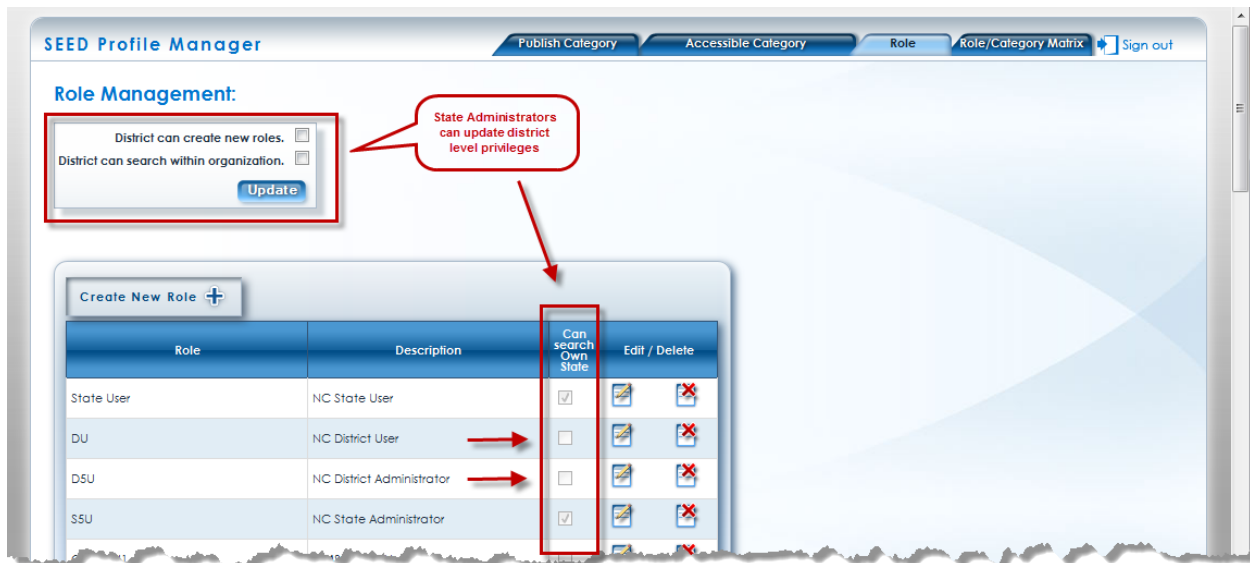 SEED Profile Manager
Publish Category
Accessible Category
Role
Role/Category Matrix
Sign out
Role Management:
District can create new roles.
District can search within organization.
Update
State Administrators
can update district
level privileges
Create New Role
Role
Description
Can
search
Own
State
Edit / Delete
State User
NC State User
DU
NC District User
D5U
NC District Administrator
S5U
NC State Administrator